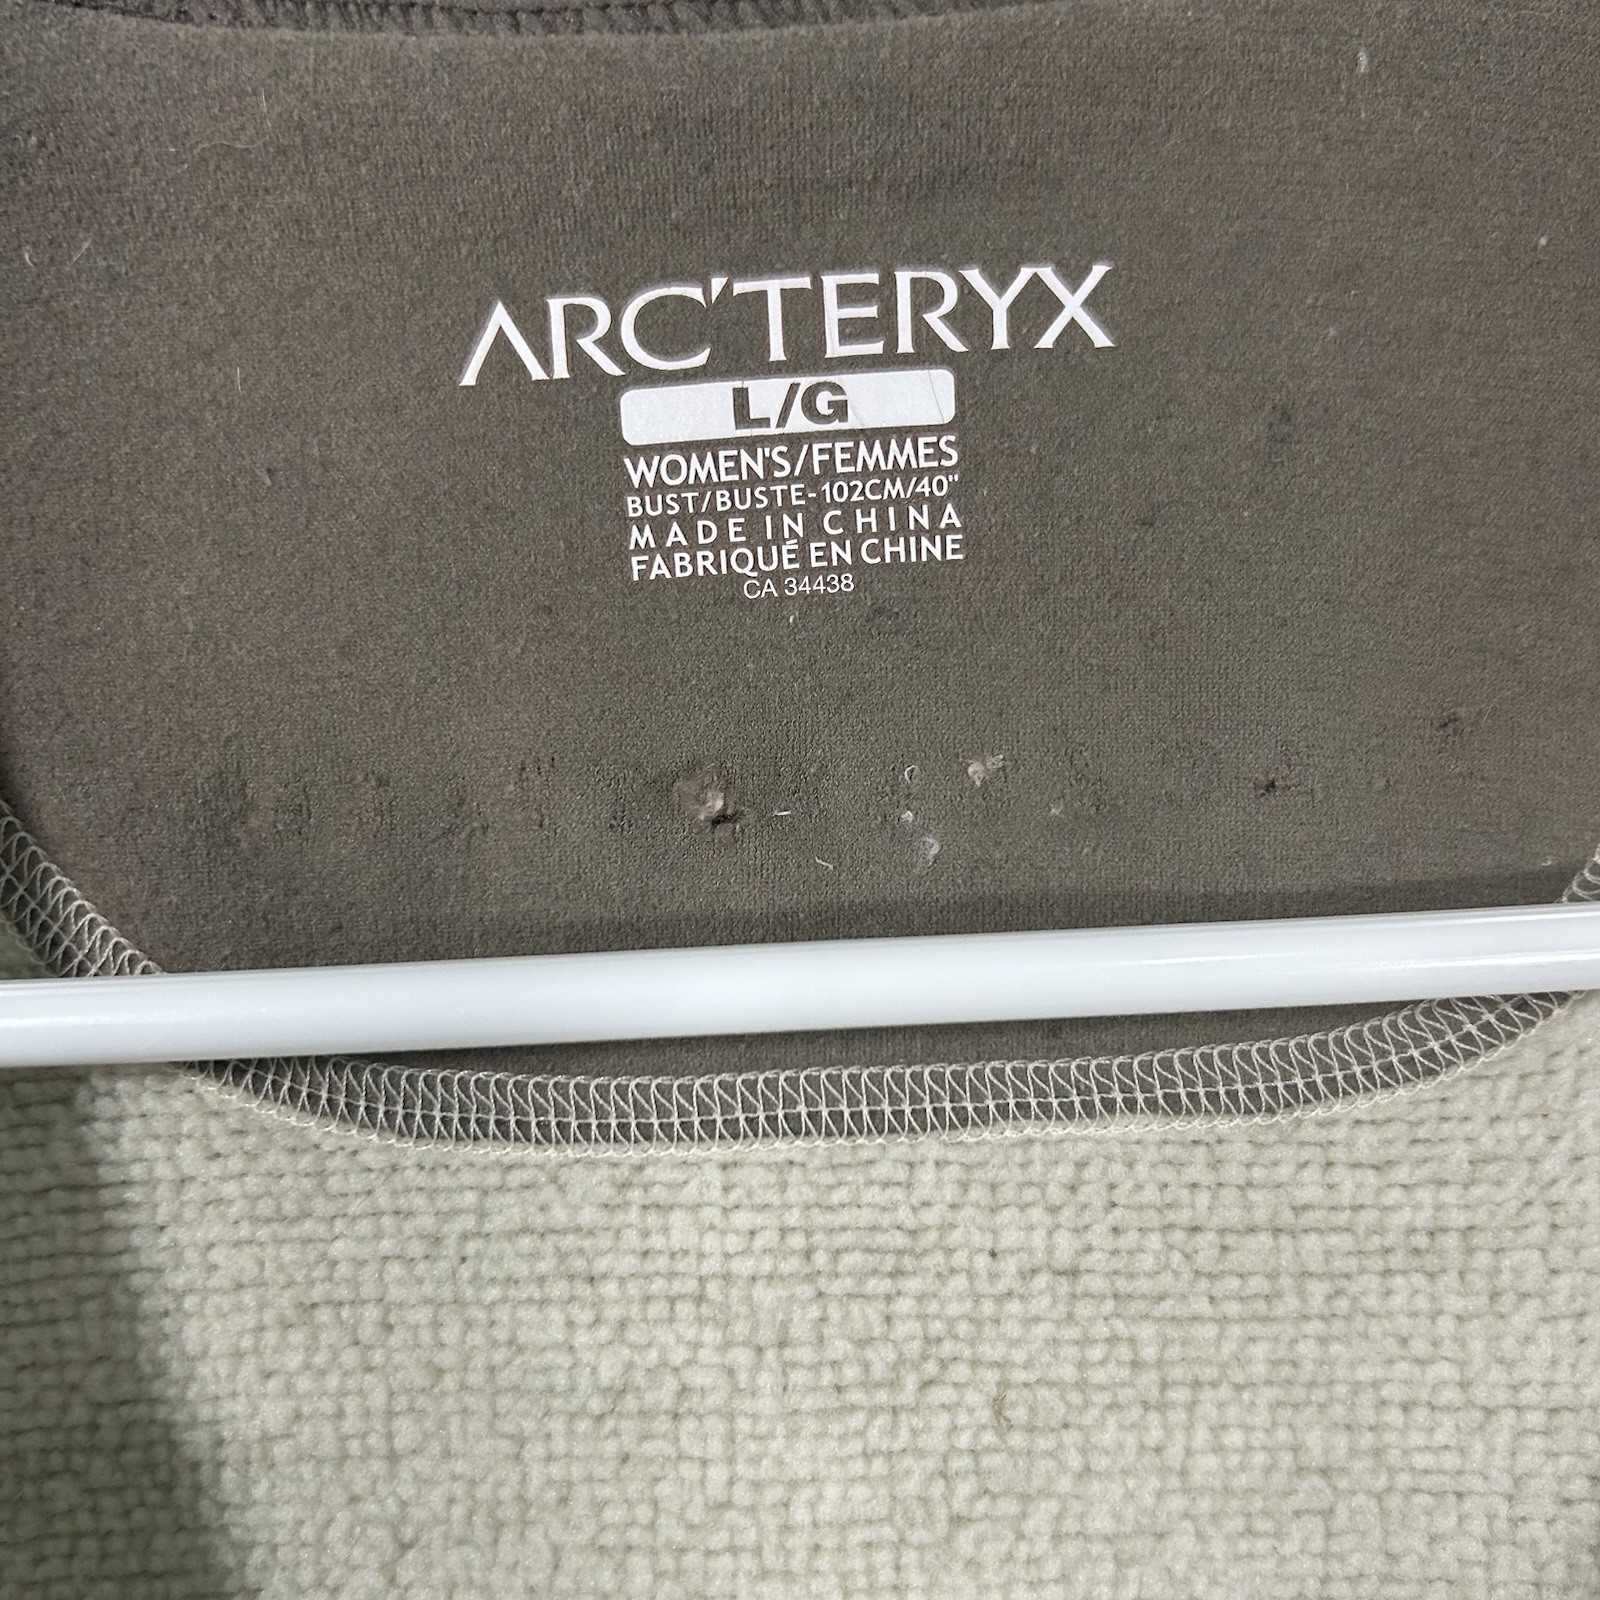 ARC'TERYX
L/G
WOMEN'S/FEMMES
BUST/BUSTE-102CM/40"
MADE IN CHINA
FABRIQUÉ EN CHINE
CA 34438